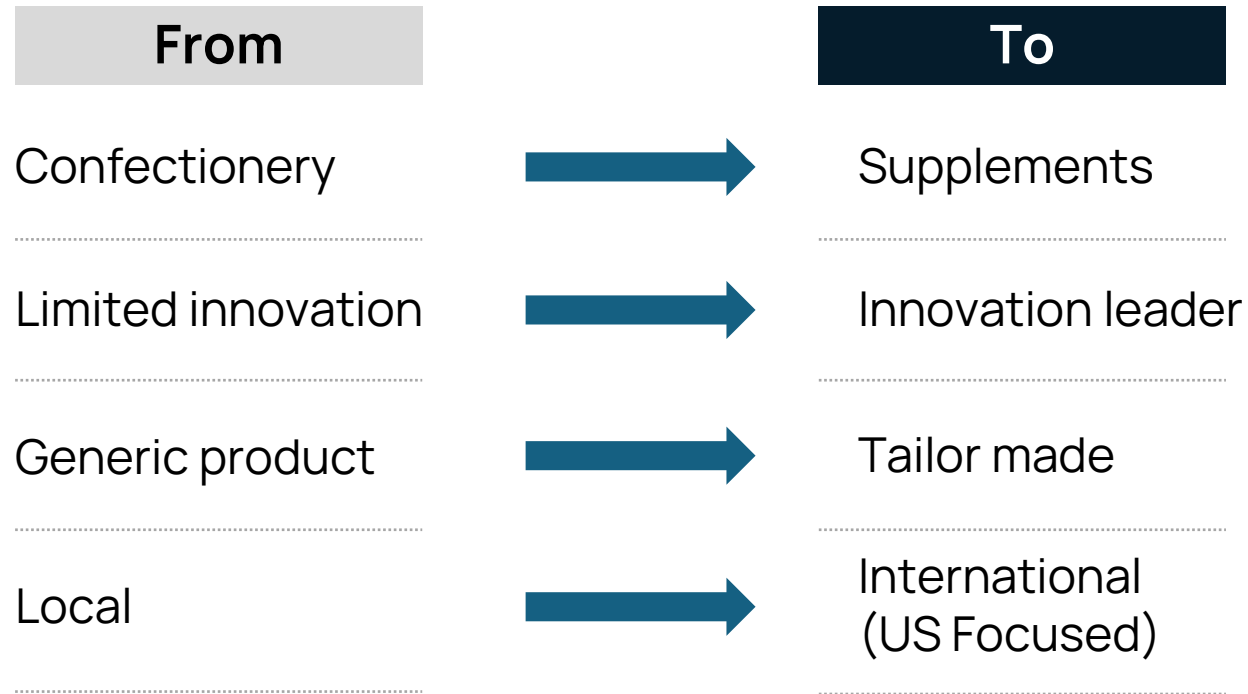 From
To
Confectionery
Supplements
Limited innovation
Innovation leader
Generic product
Tailor made
Local
International
(US Focused)